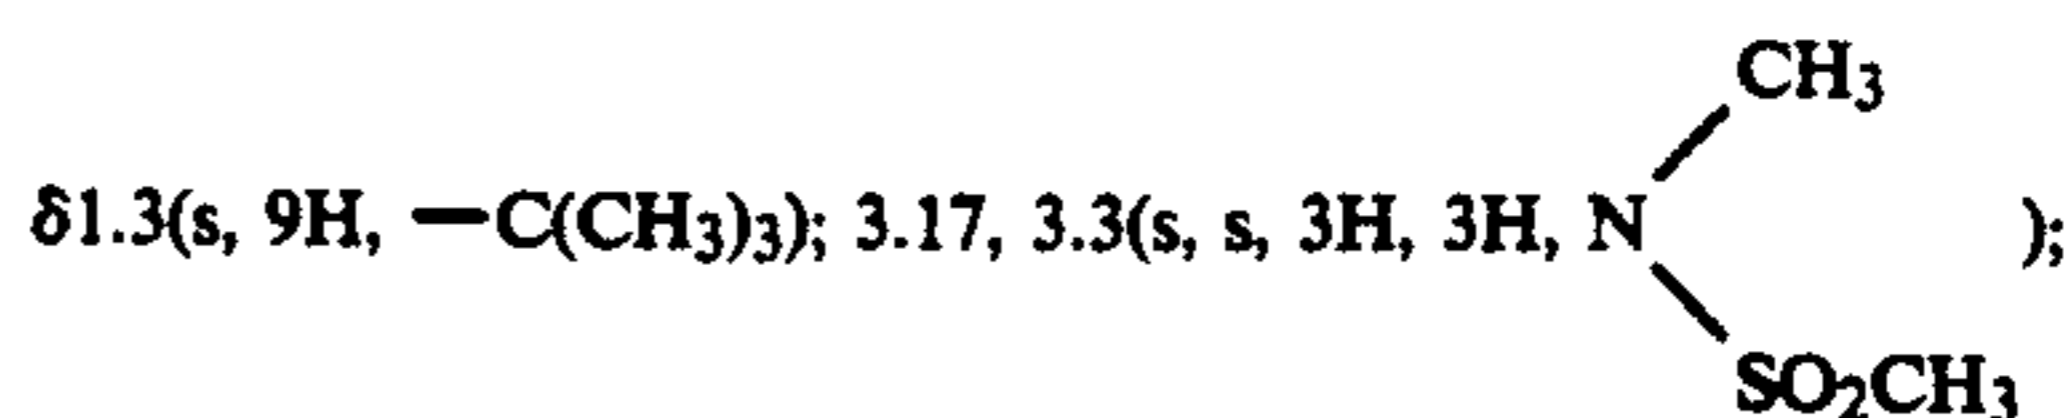 CH3
δ1.3(s, 9H, —C(CH3)3); 3.17, 3.3(s, s, 3H, 3H, N );
SO2CH3